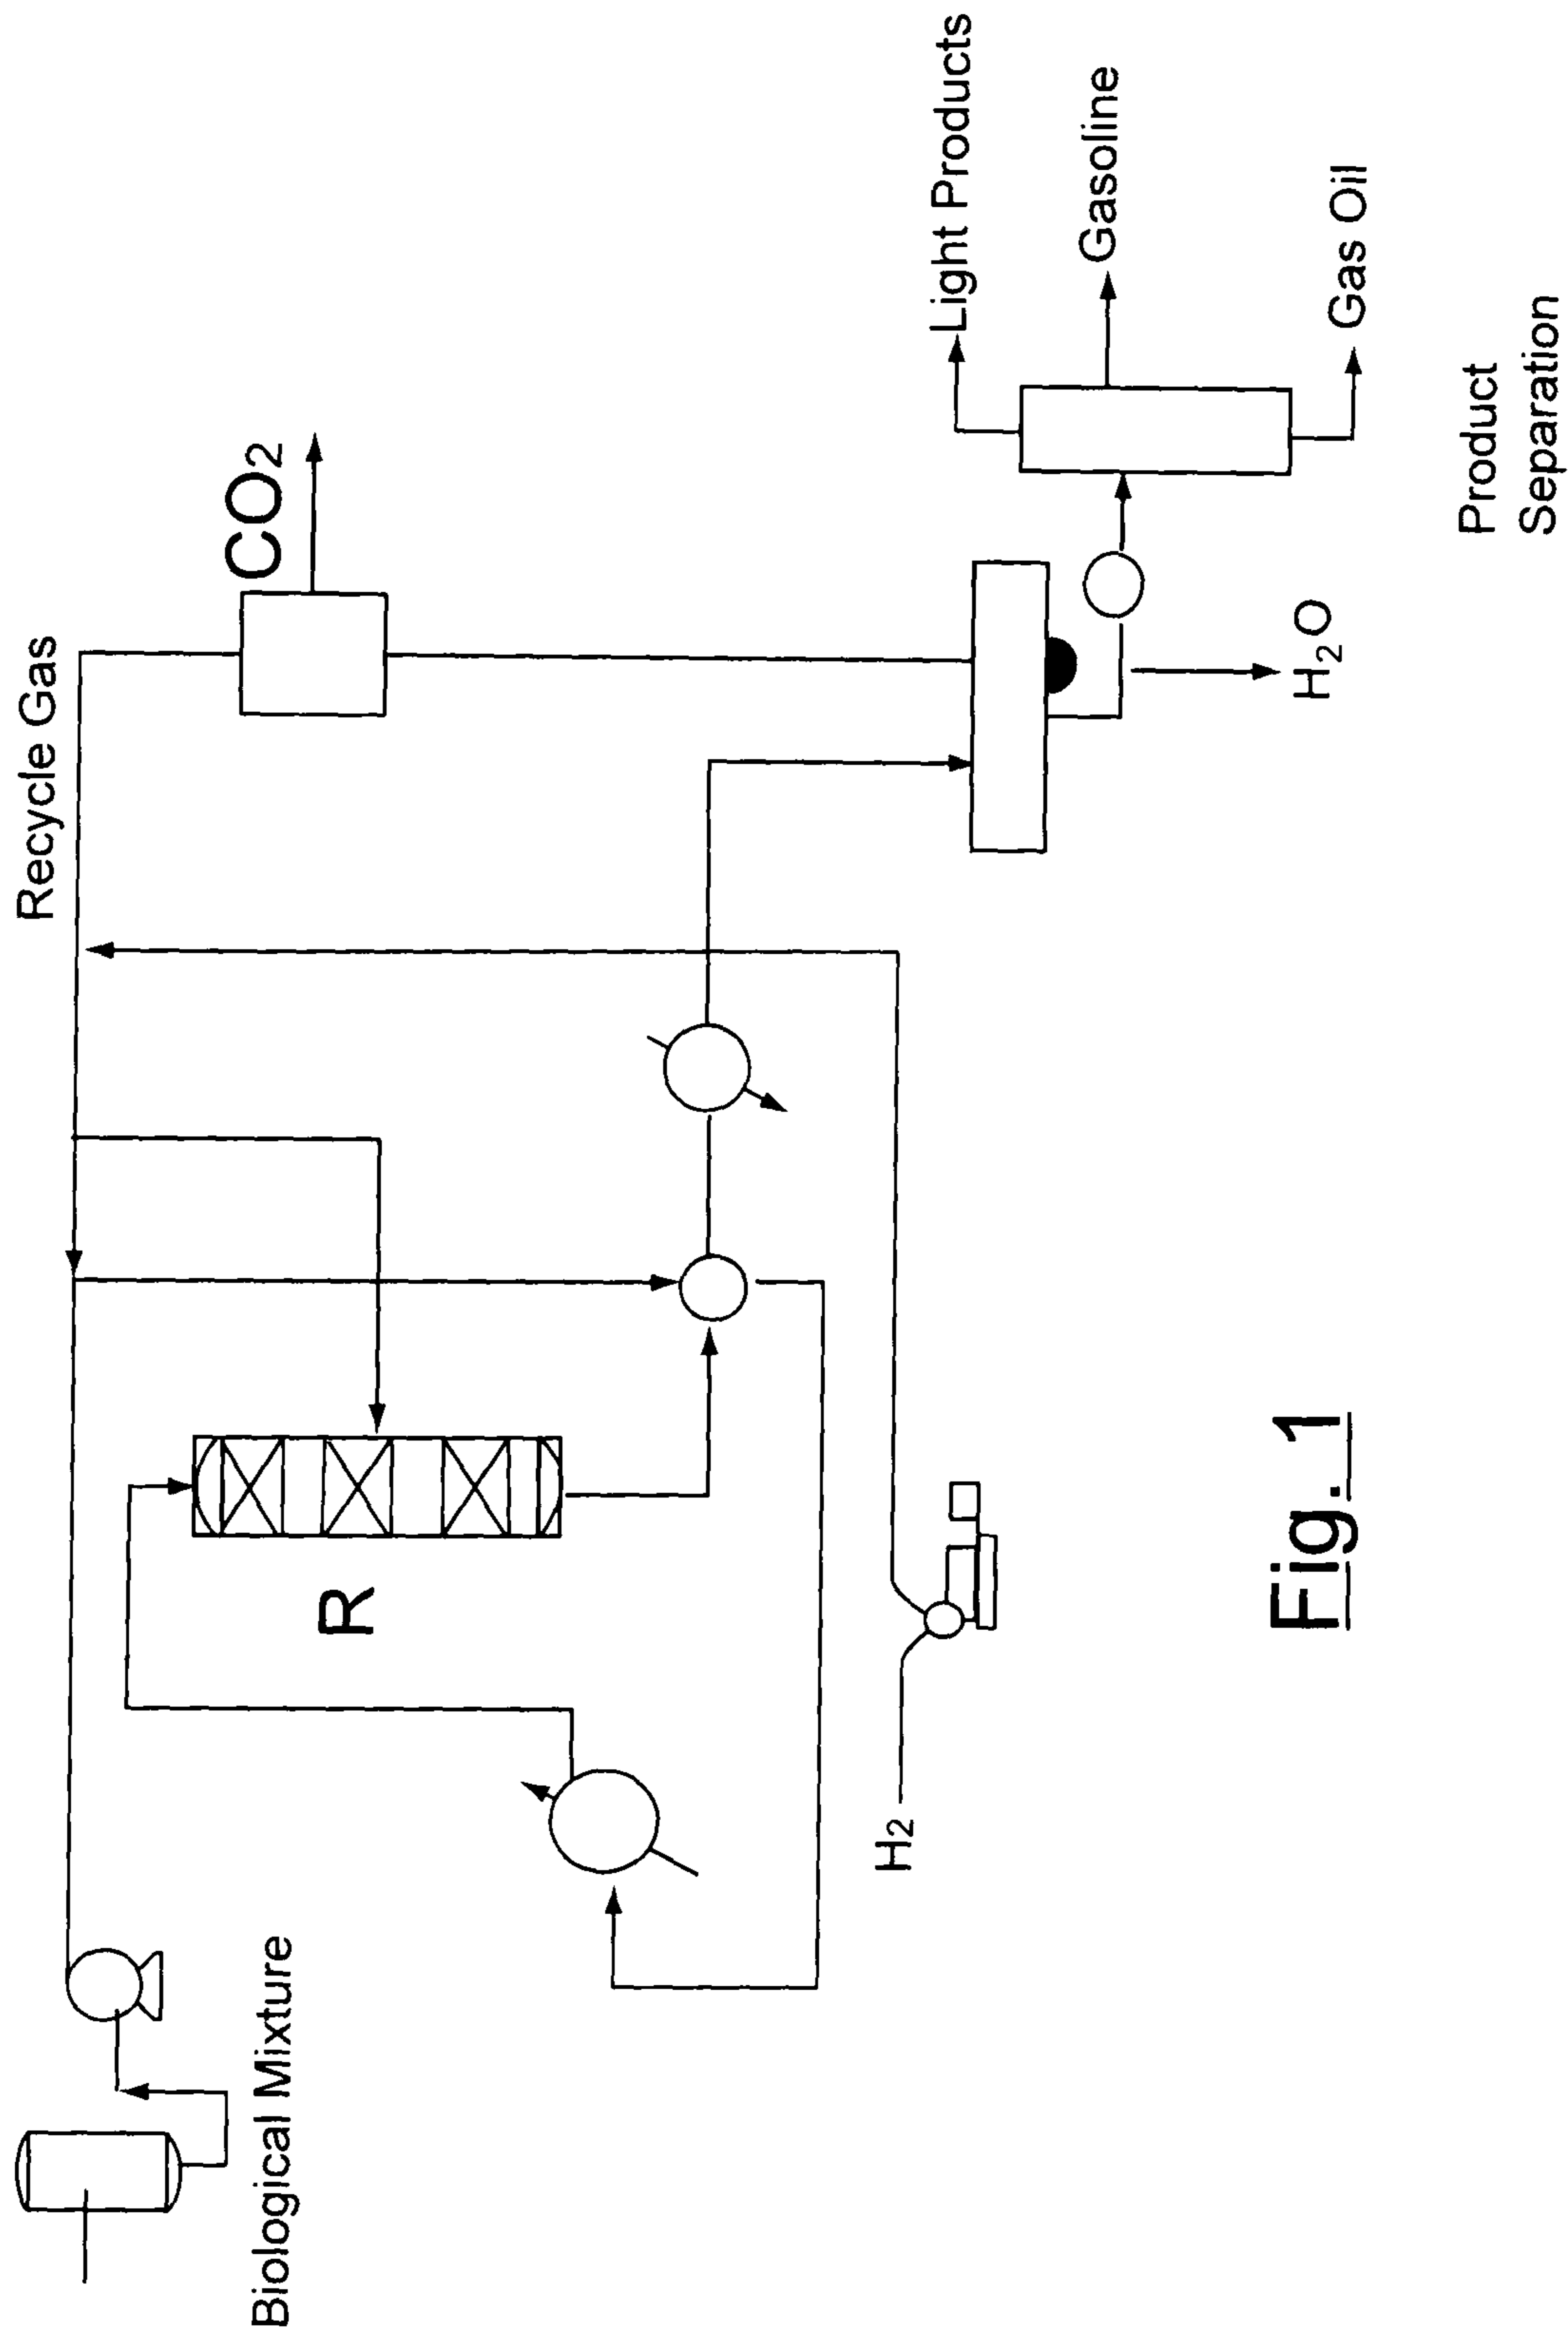 Recycle Gas
CO2
Biological Mixture
R
H2
Light Products
Gasoline
Gas Oil
H2O
Product
Separation
Fig. 1